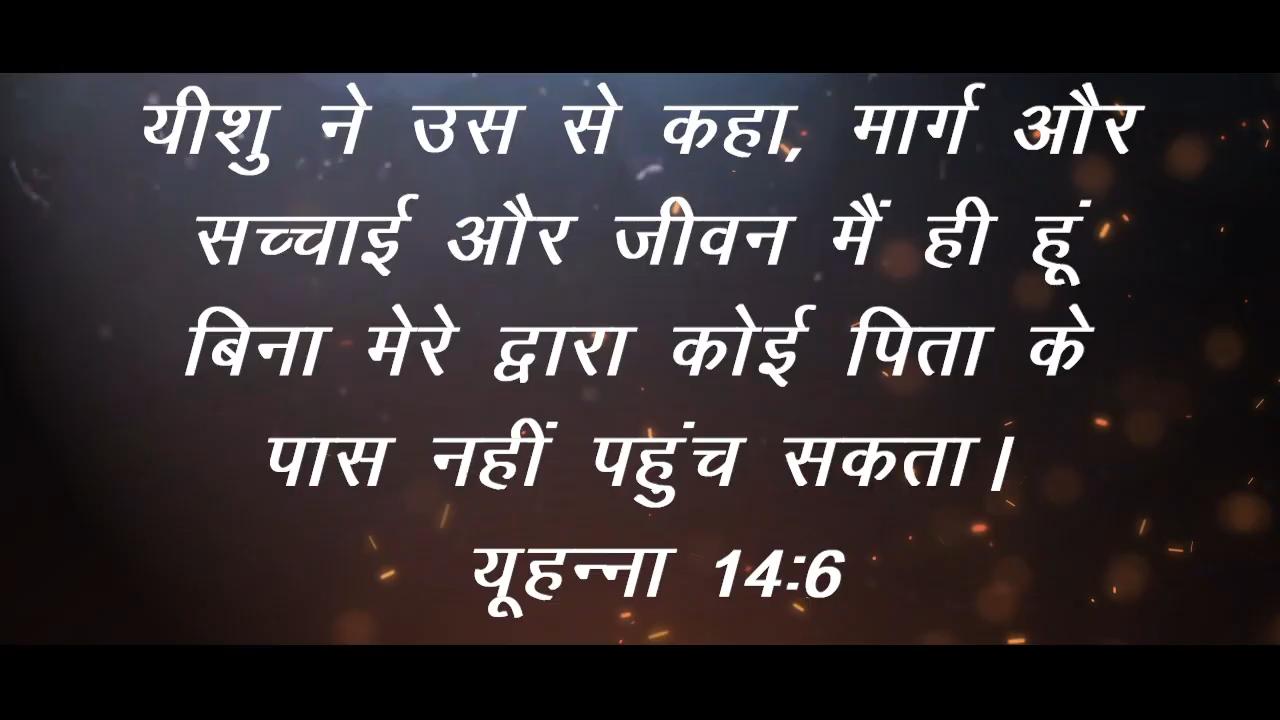 यीशु ने उस से कहा, मार्ग और
सच्चाई और जीवन मैं ही हूं
बिना मेरे द्वारा कोई पिता के
पास नहीं पहुंच सकता।
यूहन्ना 14:6